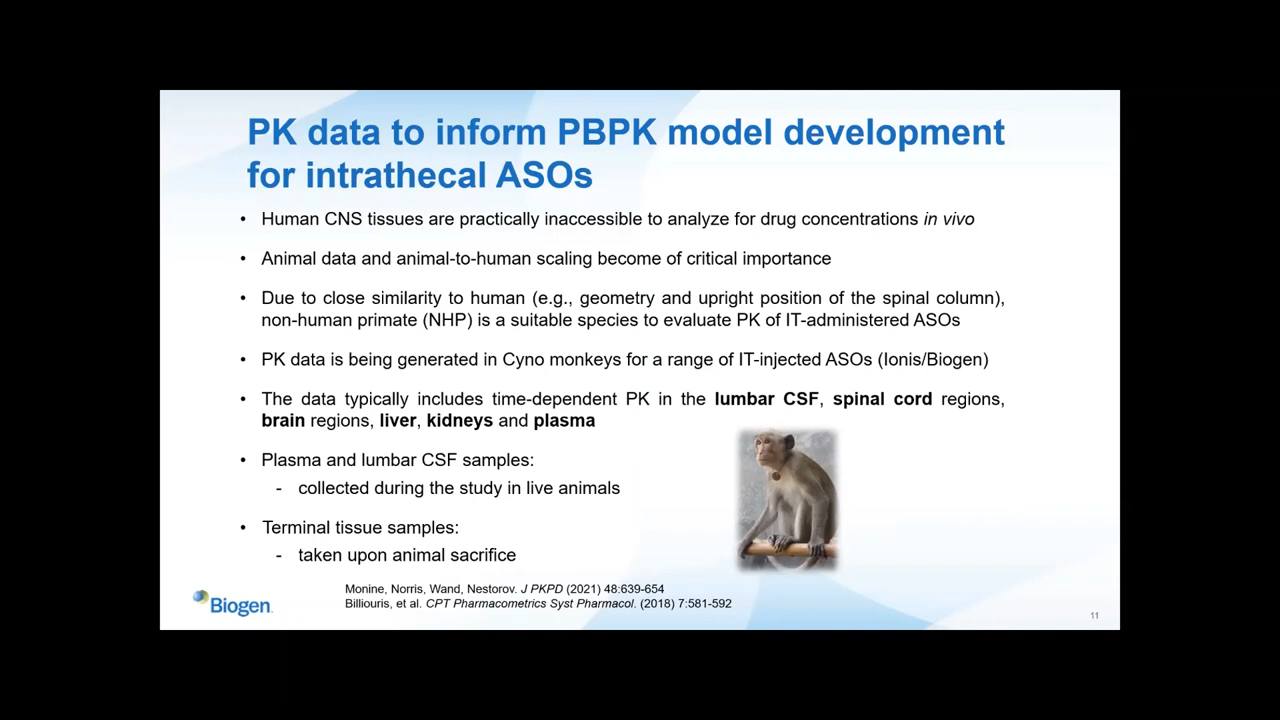 PK data to inform PBPK model development
for intrathecal ASOs
• Human CNS tissues are practically inaccessible to analyze for drug concentrations in vivo
• Animal data and animal-to-human scaling become of critical importance
• Due to close similarity to human (e.g., geometry and upright position of the spinal column),
non-human primate (NHP) is a suitable species to evaluate PK of IT-administered ASOs
• PK data is being generated in Cyno monkeys for a range of IT-injected ASOs (Ionis/Biogen)
• The data typically includes time-dependent PK in the lumbar CSF, spinal cord regions,
brain regions, liver, kidneys and plasma
• Plasma and lumbar CSF samples:
- collected during the study in live animals
• Terminal tissue samples:
- taken upon animal sacrifice
Monine, Norris, Wand, Nestorov. J PKPD (2021) 48:639-654
Billiouris, et al. CPT Pharmacometrics Syst Pharmacol. (2018) 7:581-592
Biogen
11